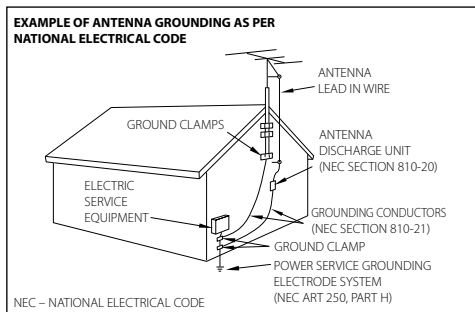 EXAMPLE OF ANTENNA GROUNDING AS PER
NATIONAL ELECTRICAL CODE
ANTENNA
LEAD IN WIRE
GROUND CLAMPS
ANTENNA
DISCHARGE UNIT
(NEC SECTION 810-20)
ELECTRIC
SERVICE
EQUIPMENT
GROUNDING CONDUCTORS
(NEC SECTION 810-21)
GROUND CLAMP
POWER SERVICE GROUNDING
ELECTRODE SYSTEM
(NEC ART 250, PART H)
NEC – NATIONAL ELECTRICAL CODE